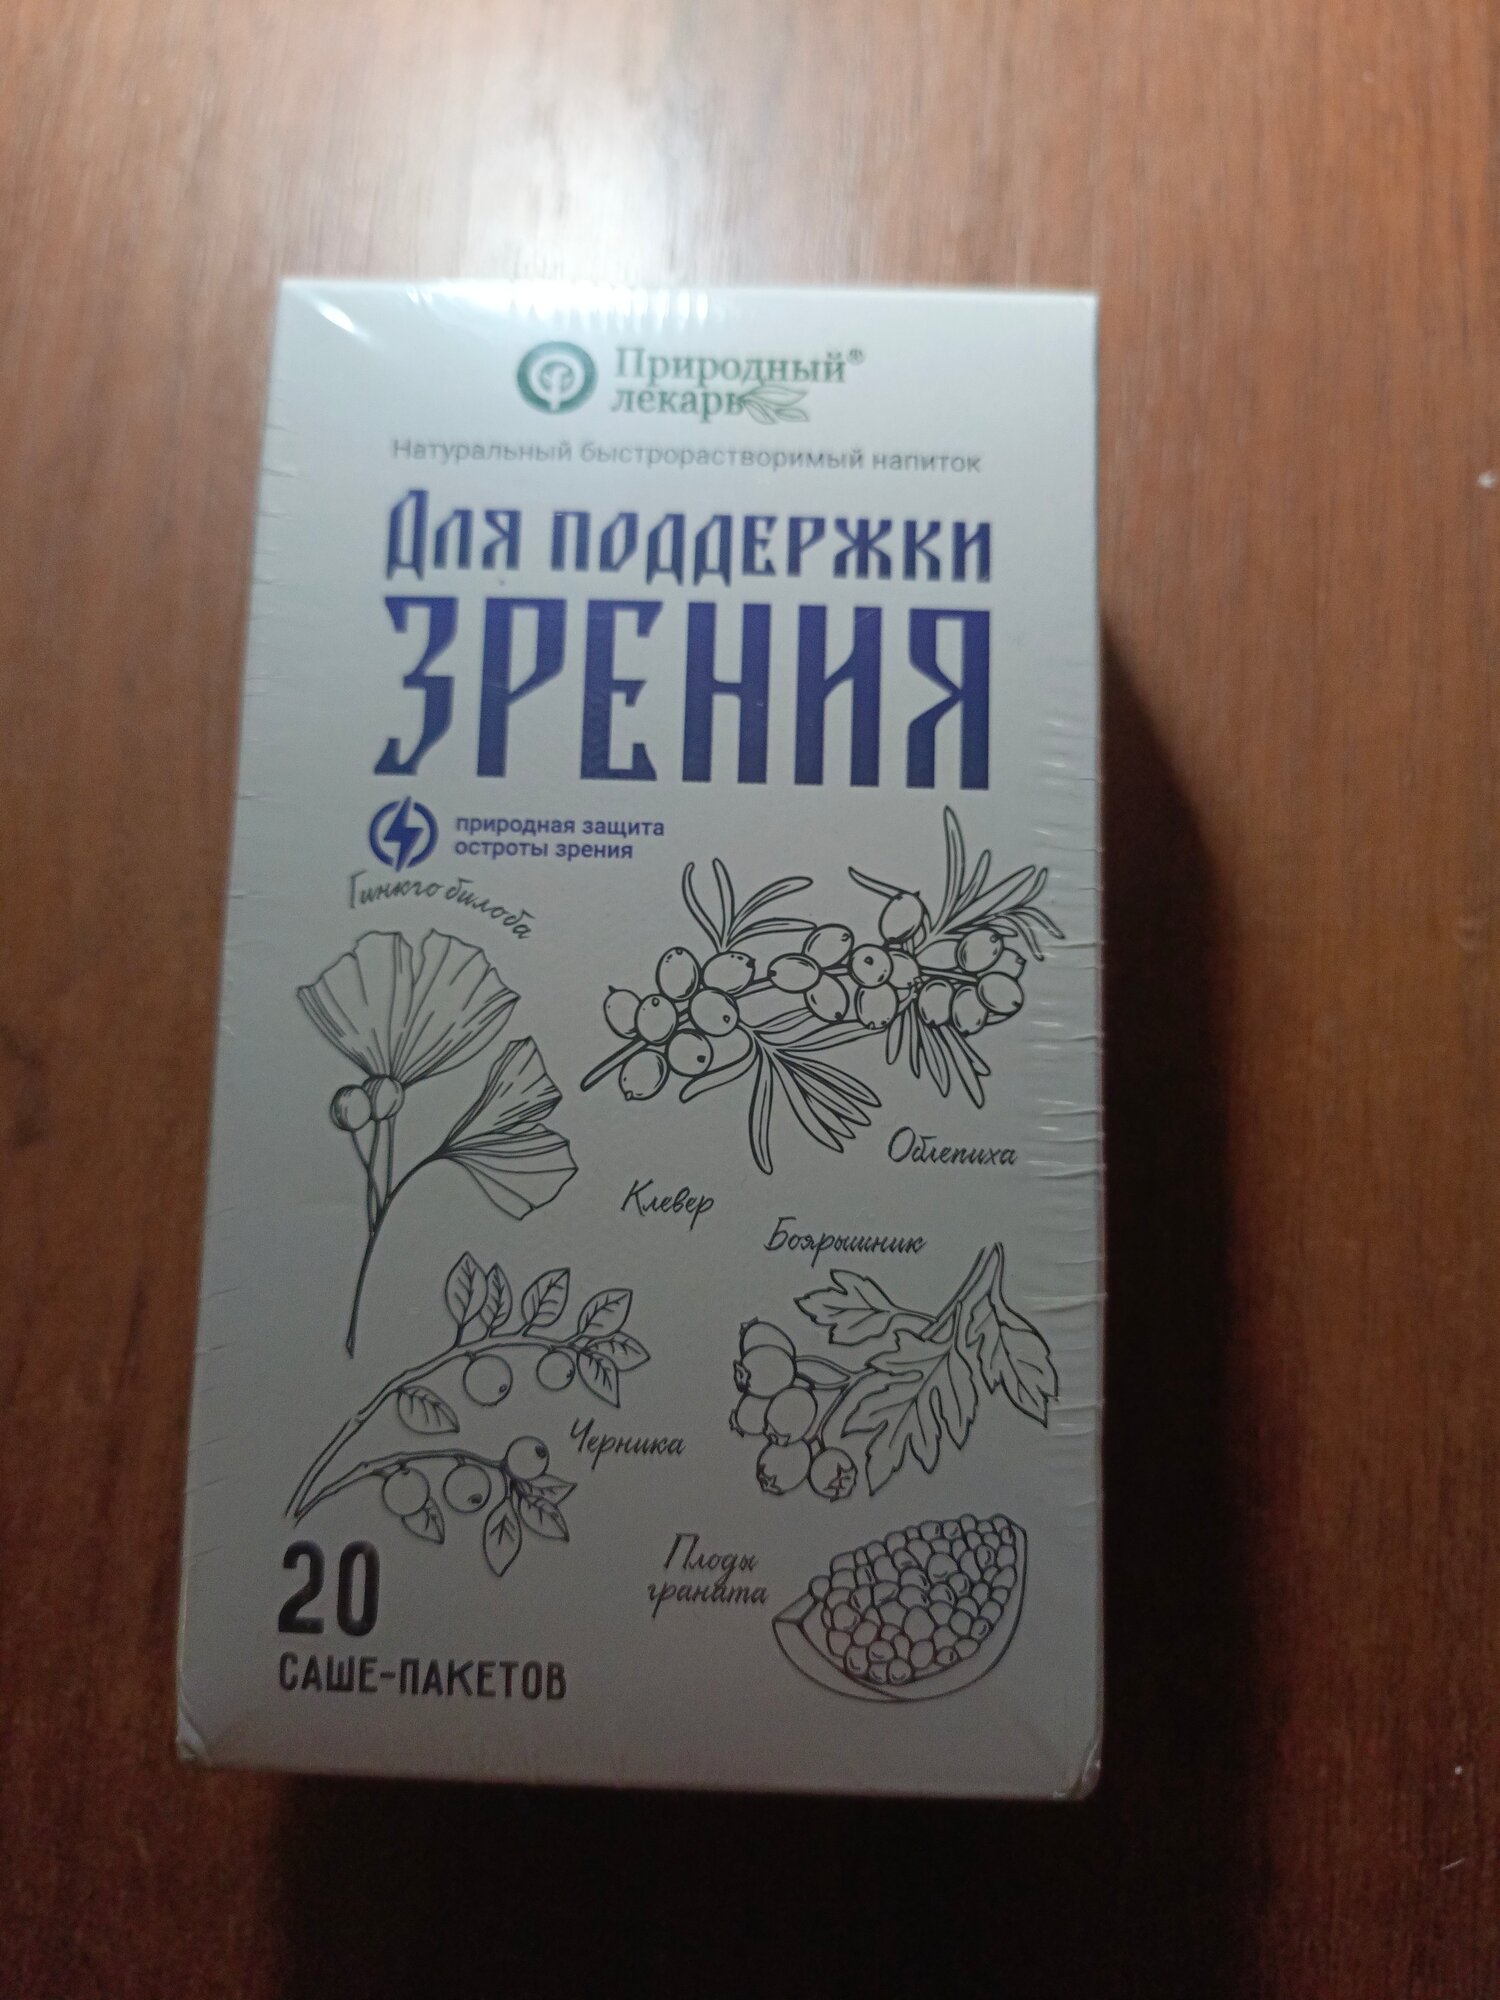 Природный®
лекарь
Натуральный быстрорастворимый напиток
Для поддержки
ЗРЕНИЯ
природная защита
остроты зрения
Гинкго билоба
Облепиха
Клевер
Боярышник
Черника
Плоды
граната
20
САШЕ-ПАКЕТОВ